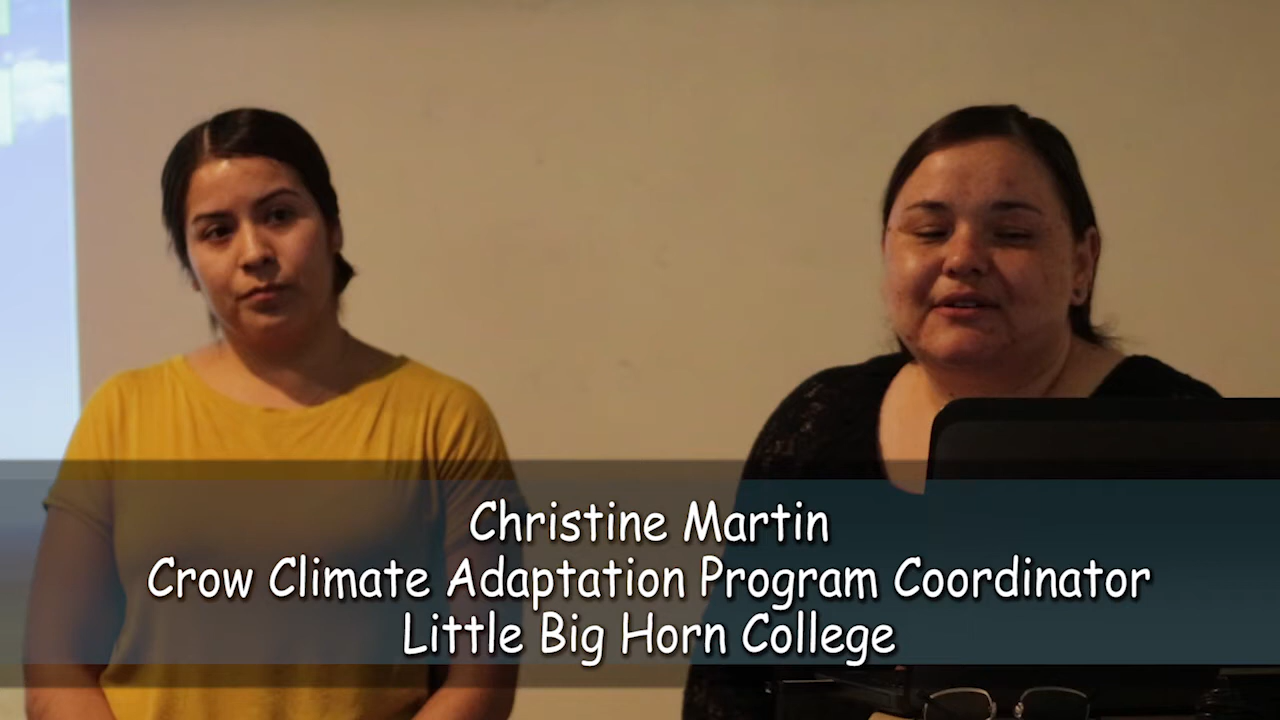 Christine Martin
Crow Climate Adaptation Program Coordinator
Little Big Horn College